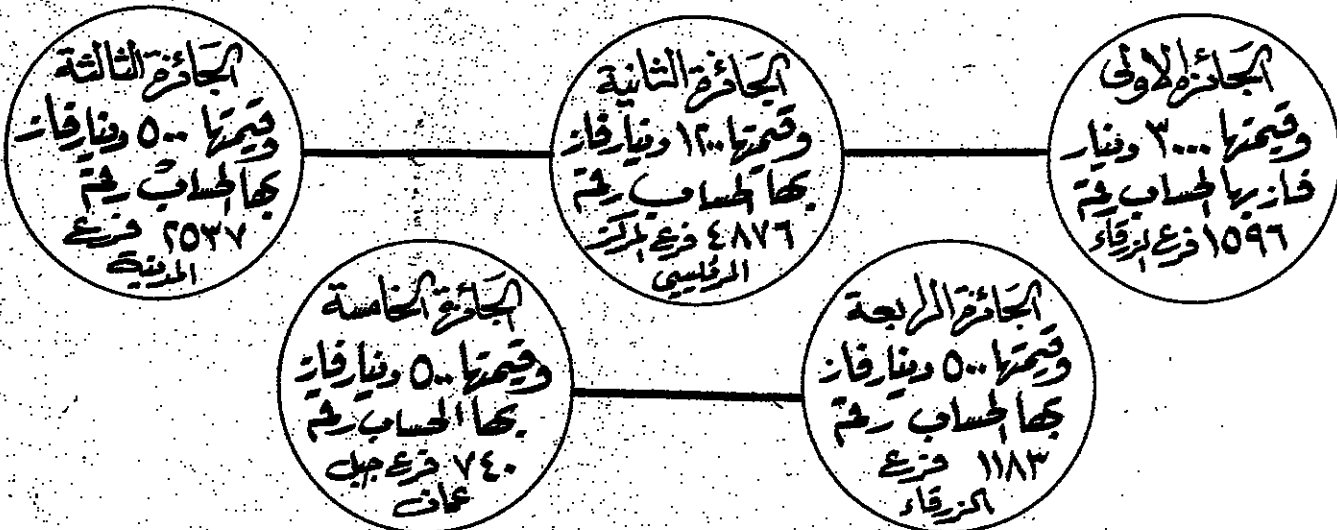 الجائزة الاولى
وقيمتها ٣٠٠٠ دينار
فاز بها الحساب رقم
١٥٩٦ فرع الزرقاء
الجائزة الثانية
وقيمتها ١٢٠٠ دينار فاز
بها الحساب رقم
٤٨٧٦ فرع المركز
الرئيسي
الجائزة الثالثة
وقيمتها ٥٠٠ دينار فاز
بها الحساب رقم
٢٥٣٧ فرع
المدينة
الجائزة الرابعة
وقيمتها ٥٠٠ دينار فاز
بها الحساب رقم
١١٨٣ فرع
الزرقاء
الجائزة الخامسة
وقيمتها ٥٠٠ دينار فاز
بها الحساب رقم
٧٤٠ فرع جبل
عمان